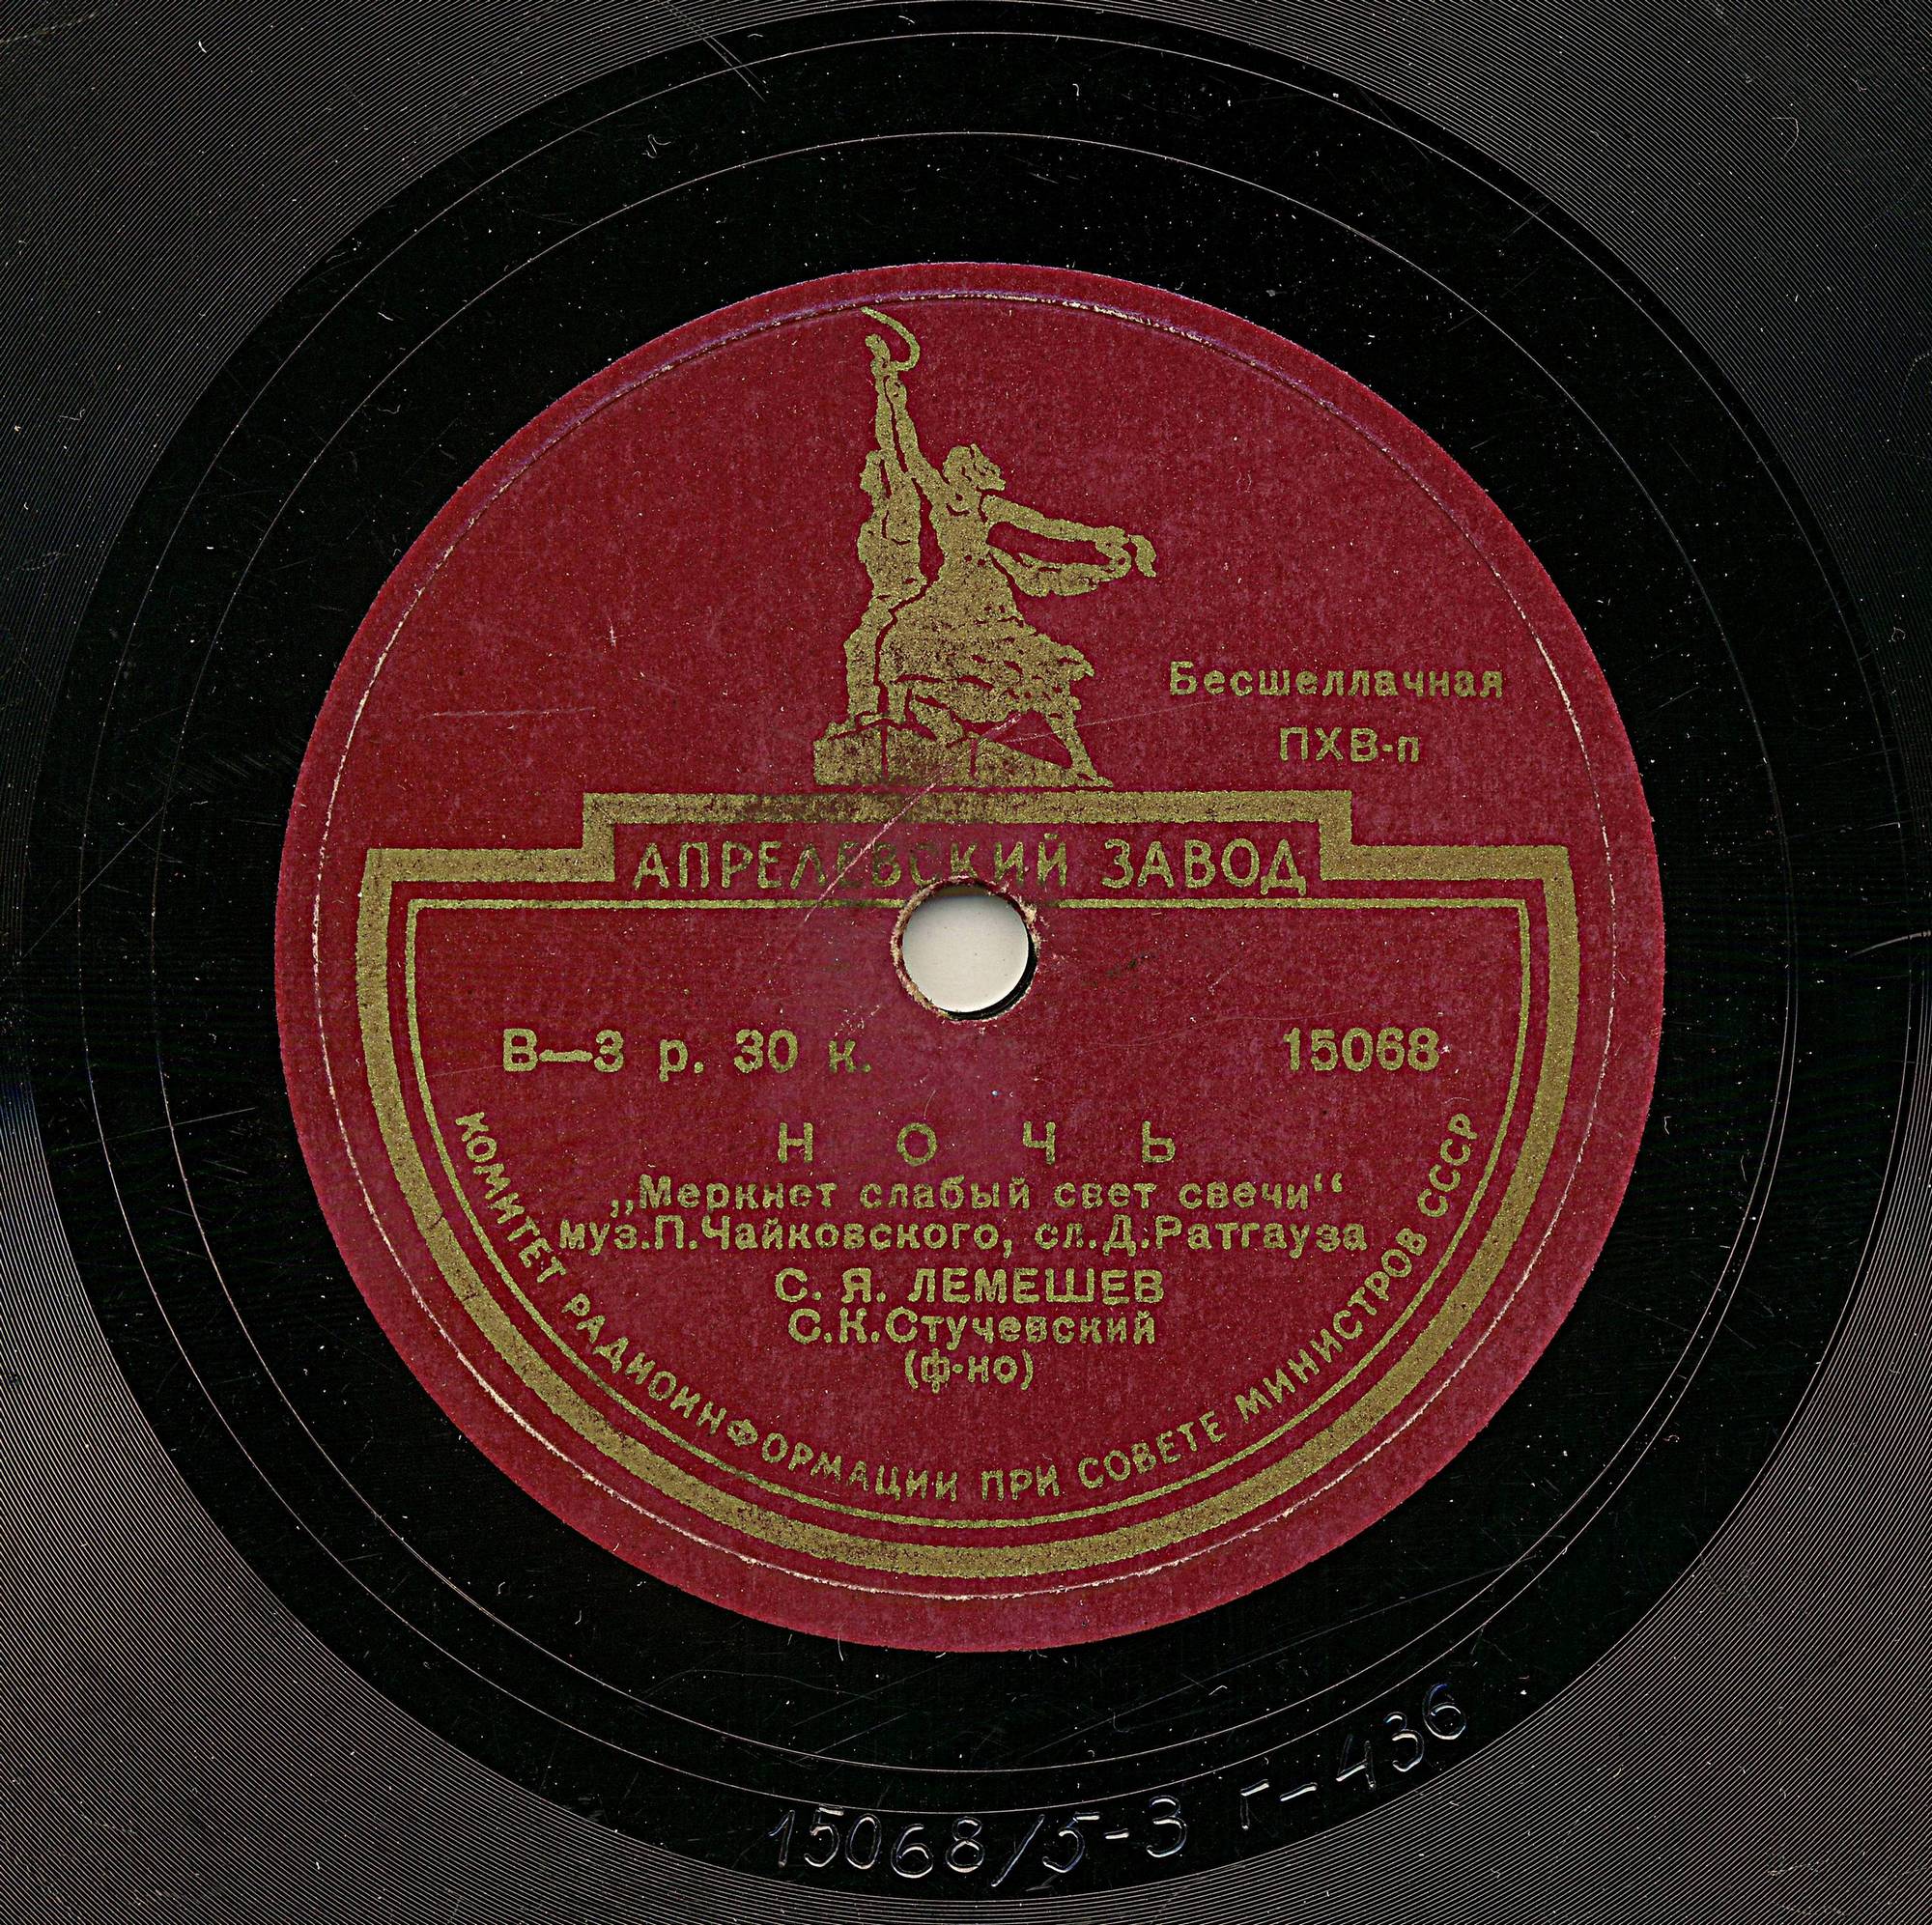 Бесшеллачная
ПХВ-п
АПРЕЛЕВСКИЙ ЗАВОД
В—3 р. 30 к. 15068
НОЧЬ
„Меркнет слабый свет свечи“
муз.П.Чайковского, сл.Д.Ратгауза
С. Я. ЛЕМЕШЕВ
С.К.Стучевский
(ф-но)
КОМИТЕТ РАДИОИНФОРМАЦИИ ПРИ СОВЕТЕ МИНИСТРОВ СССР
15068/5-3 Г-436